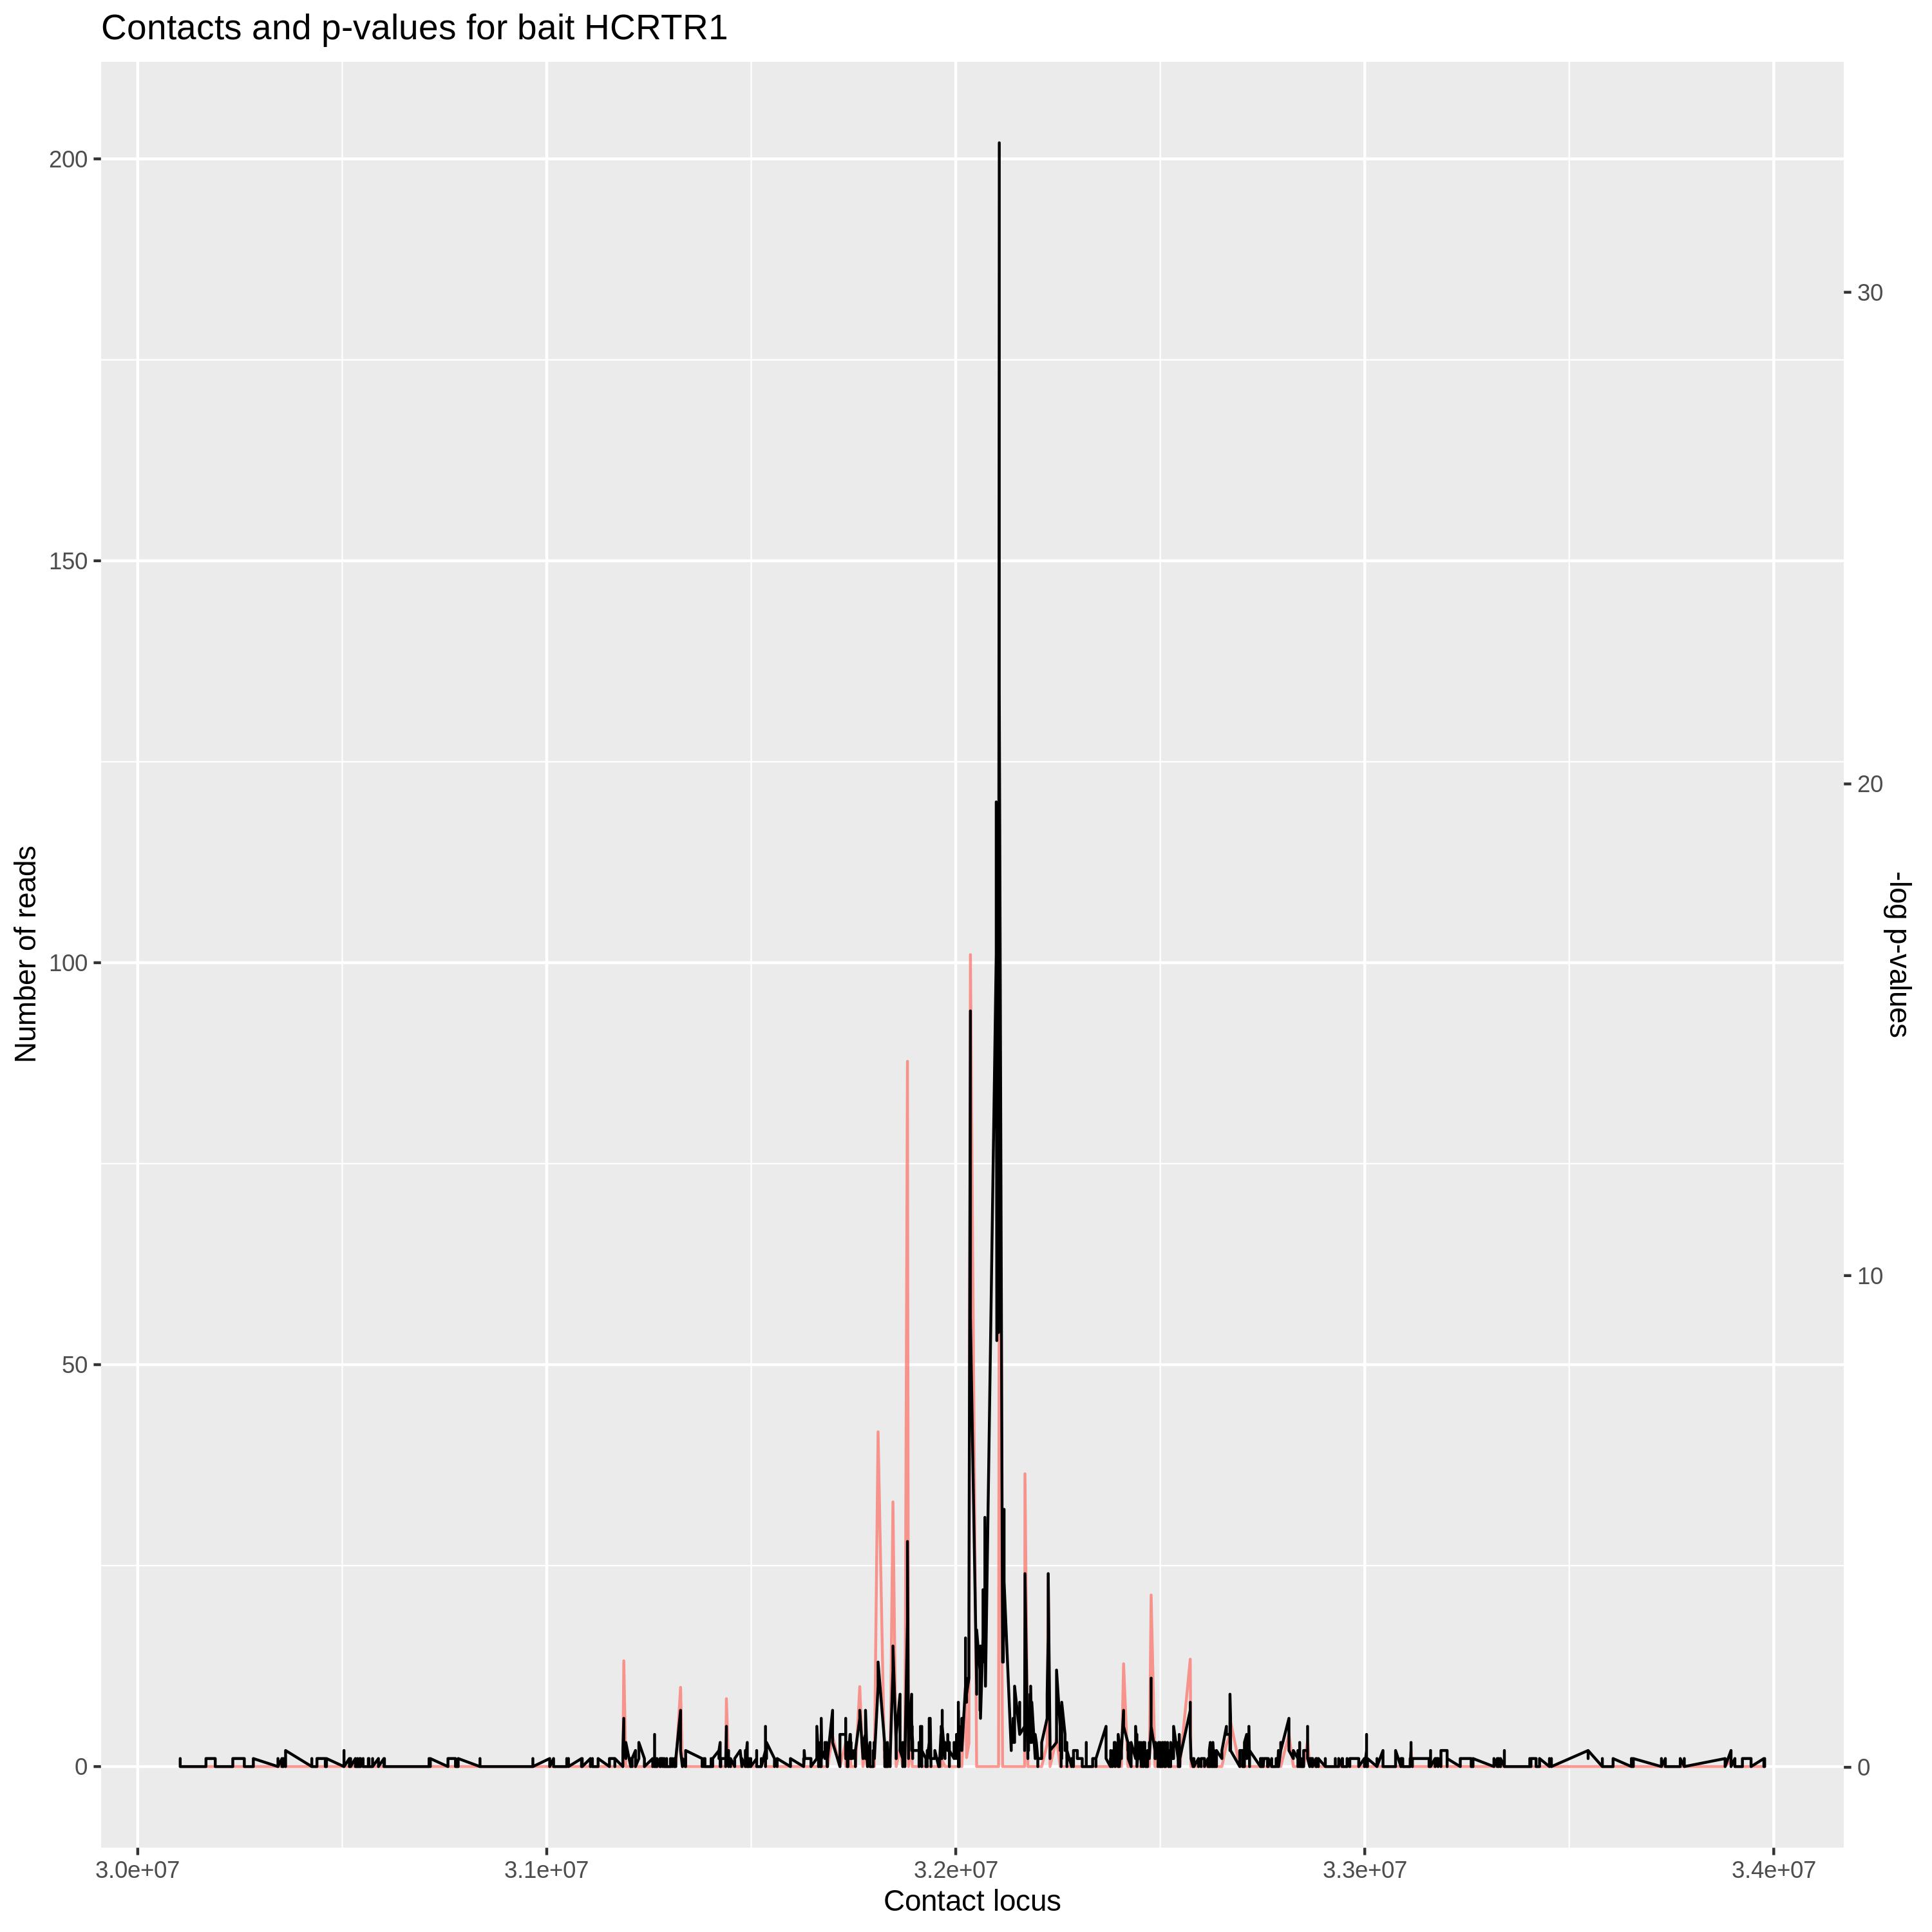 Contacts and p-values for bait HCRTR1
200
150
100
50
0
30
20
10
0
Number of reads
-log p-values
3.0e+07
3.1e+07
3.2e+07
3.3e+07
3.4e+07
Contact locus